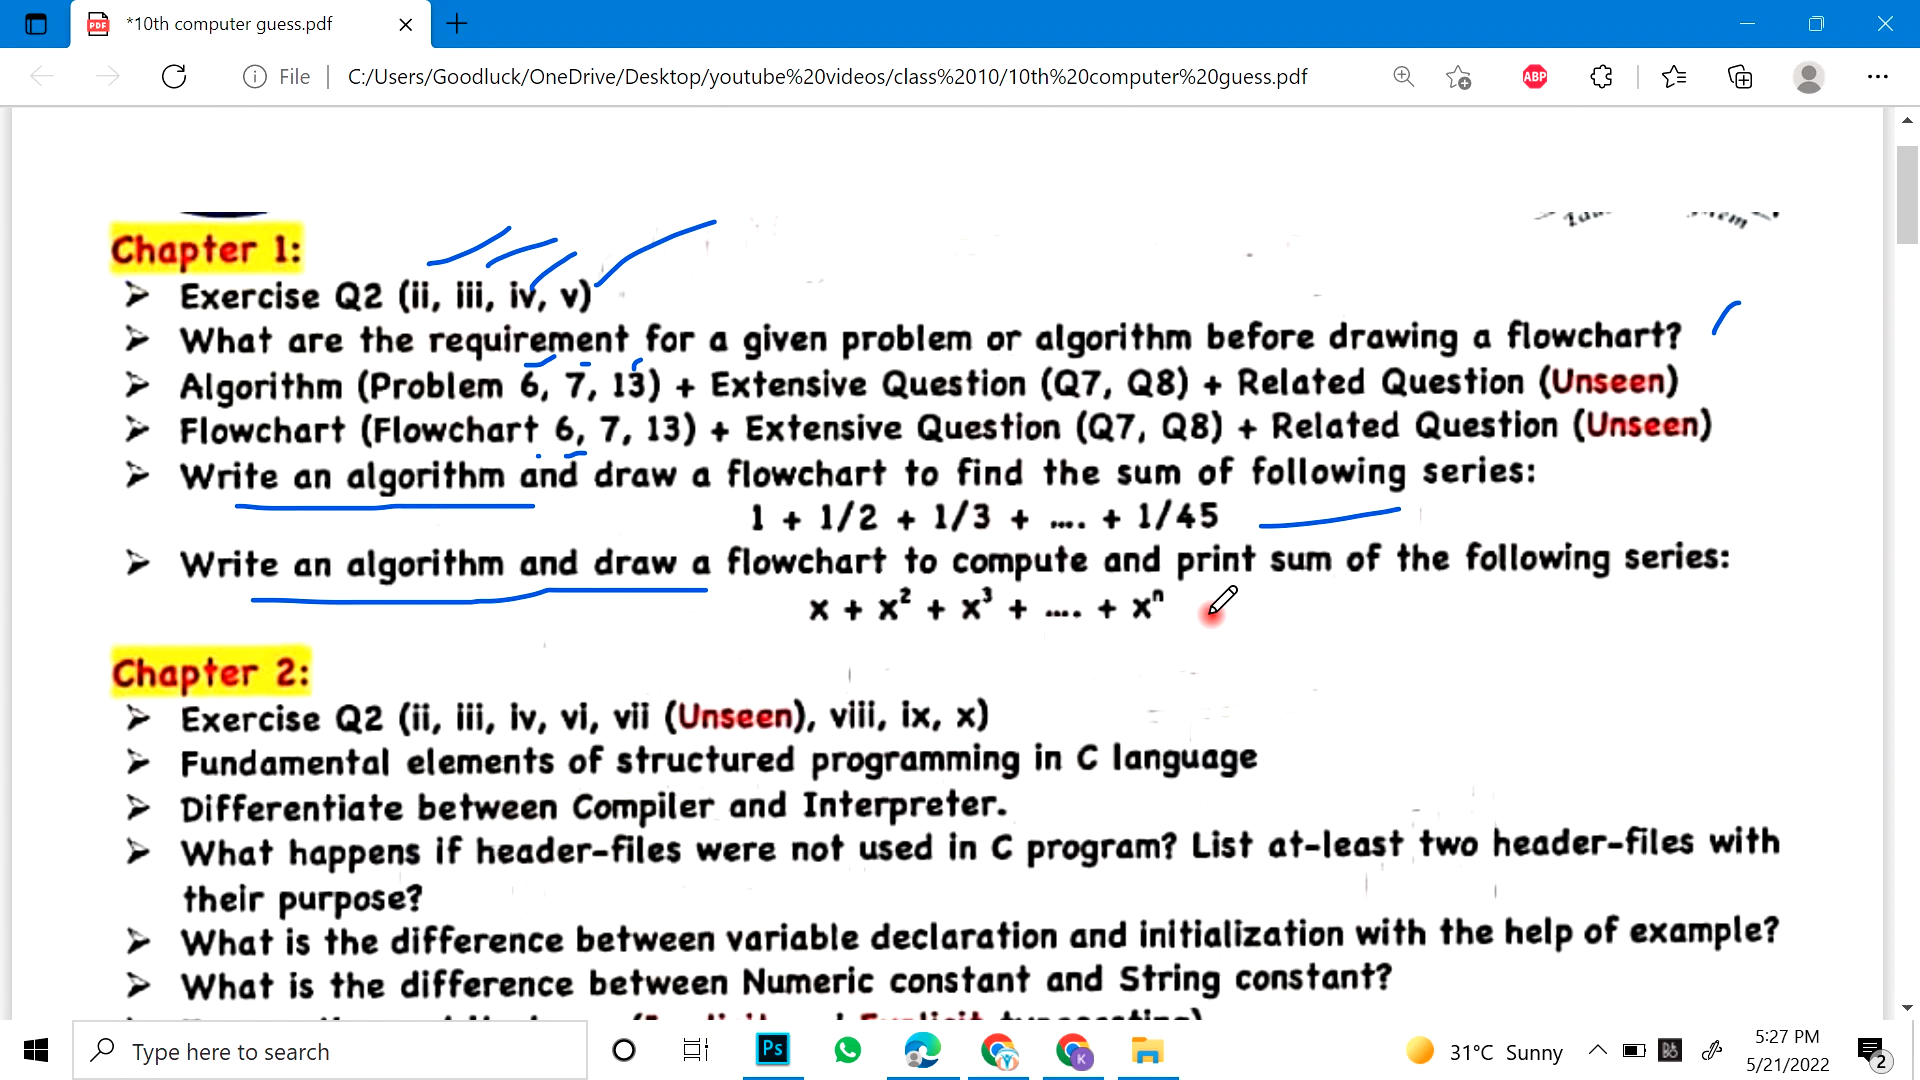 *10th computer guess.pdf
File
C:/Users/Goodluck/OneDrive/Desktop/youtube%20videos/class%2010/10th%20computer%20guess.pdf
ABP
Chapter 1:
➤ Exercise Q2 (ii, iii, iv, v)
➤ What are the requirement for a given problem or algorithm before drawing a flowchart?
➤ Algorithm (Problem 6, 7, 13) + Extensive Question (Q7, Q8) + Related Question (Unseen)
➤ Flowchart (Flowchart 6, 7, 13) + Extensive Question (Q7, Q8) + Related Question (Unseen)
➤ Write an algorithm and draw a flowchart to find the sum of following series:
1 + 1/2 + 1/3 + .... + 1/45
➤ Write an algorithm and draw a flowchart to compute and print sum of the following series:
x + x² + x³ + .... + xⁿ
Chapter 2:
➤ Exercise Q2 (ii, iii, iv, vi, vii (Unseen), viii, ix, x)
➤ Fundamental elements of structured programming in C language
➤ Differentiate between Compiler and Interpreter.
➤ What happens if header-files were not used in C program? List at-least two header-files with
their purpose?
➤ What is the difference between variable declaration and initialization with the help of example?
➤ What is the difference between Numeric constant and String constant?
Type here to search
Ps
K
31°C Sunny
5:27 PM
5/21/2022
2